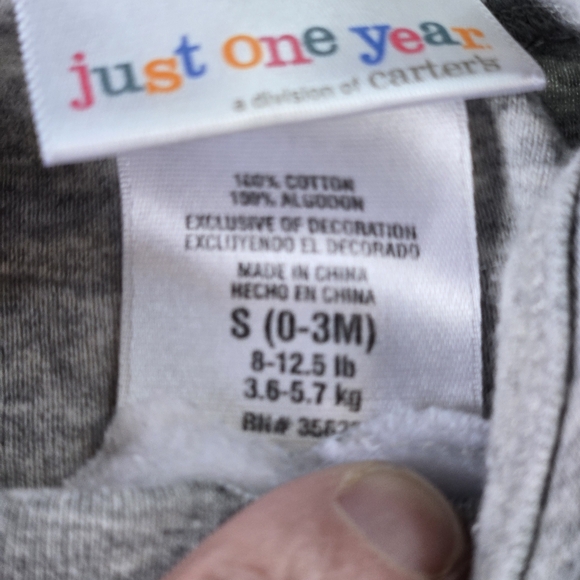 just one year
a division of Carter's
100% COTTON
100% ALGODON
EXCLUSIVE OF DECORATION
EXCLUYENDO EL DECORADO
MADE IN CHINA
HECHO EN CHINA
S (0-3M)
8-12.5 lb
3.6-5.7 kg
RN#